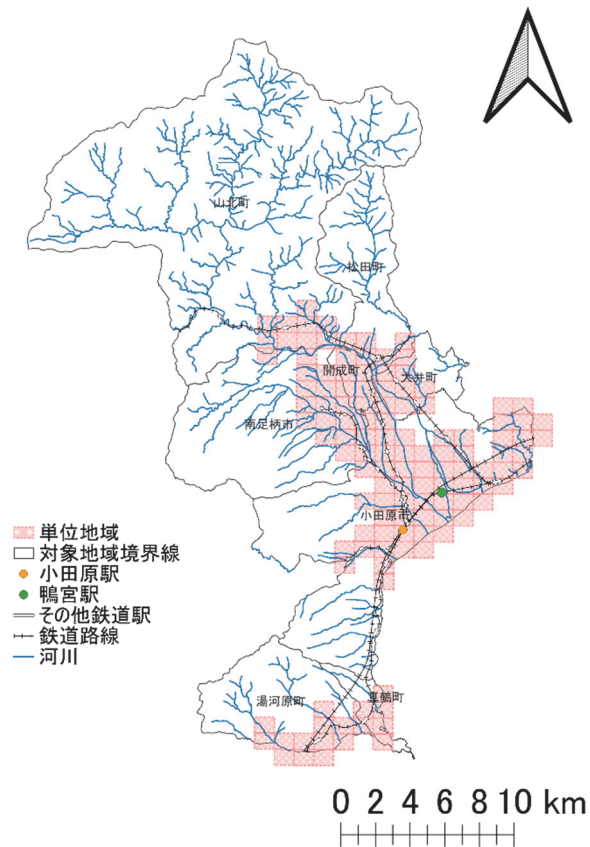 山北町
松田町
開成町
大井町
南足柄市
小田原市
単位地域
対象地域境界線
小田原駅
鴨宮駅
その他鉄道駅
鉄道路線
河川
湯河原町
真鶴町
0 2 4 6 8 10 km